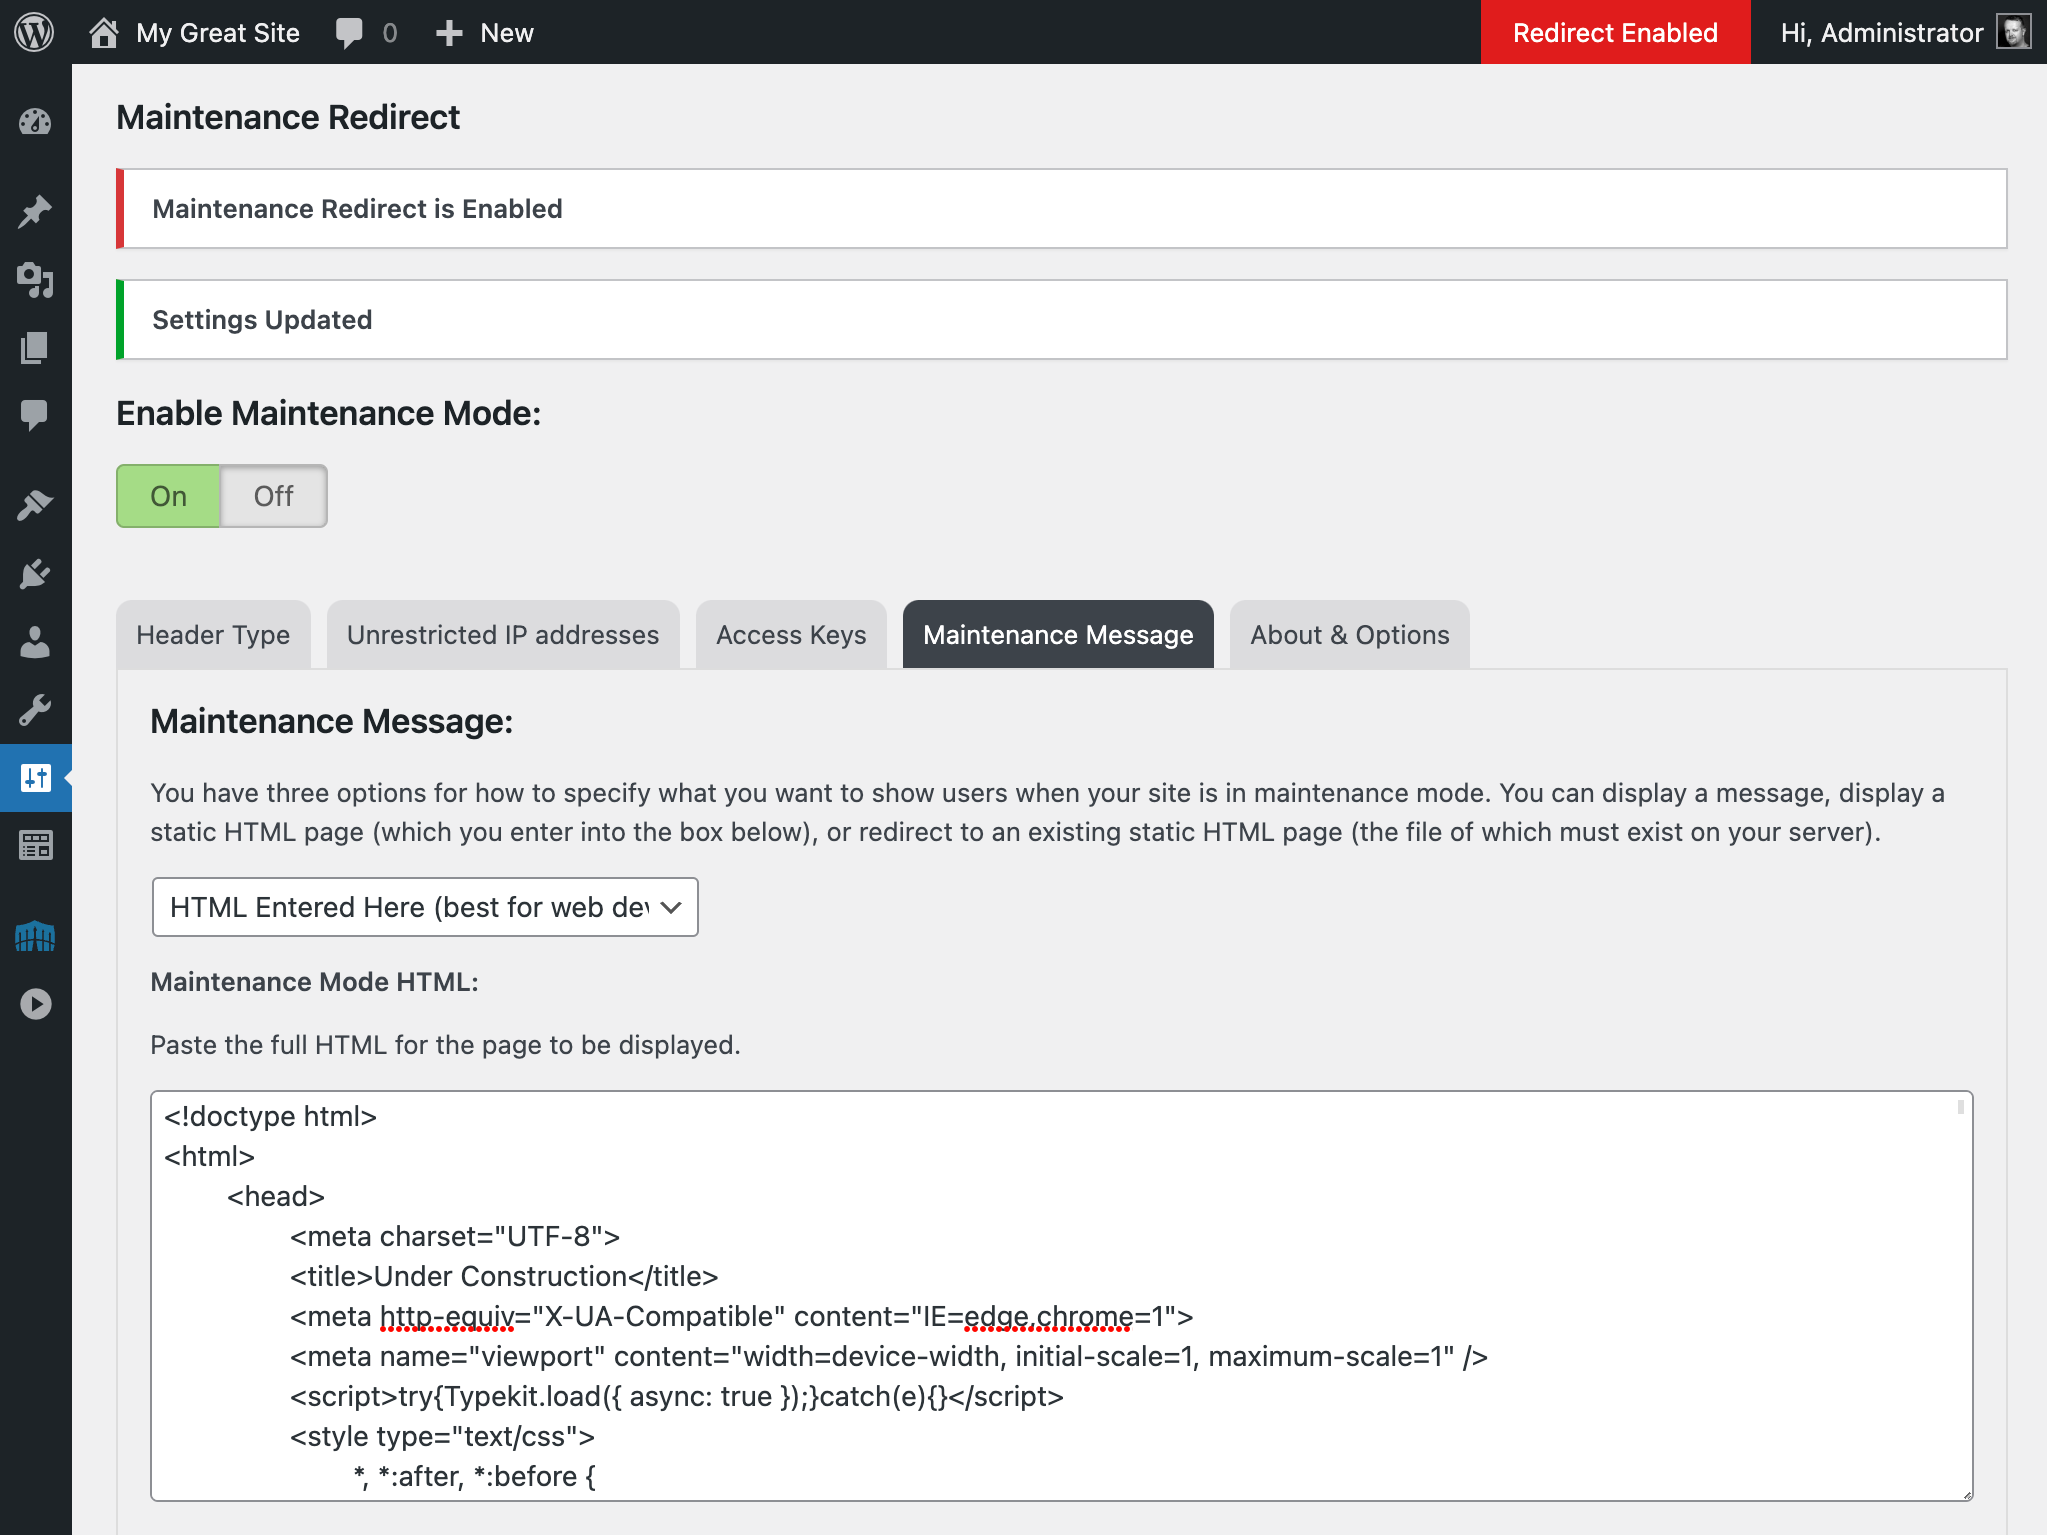 My Great Site
0
New
Redirect Enabled
Hi, Administrator
Maintenance Redirect
Maintenance Redirect is Enabled
Settings Updated
Enable Maintenance Mode:
On
Off
Header Type
Unrestricted IP addresses
Access Keys
Maintenance Message
About & Options
Maintenance Message:
You have three options for how to specify what you want to show users when your site is in maintenance mode. You can display a message, display a
static HTML page (which you enter into the box below), or redirect to an existing static HTML page (the file of which must exist on your server).
HTML Entered Here (best for web dev
Maintenance Mode HTML:
Paste the full HTML for the page to be displayed.
<!doctype html>
<html>
<head>
<meta charset="UTF-8">
<title>Under Construction</title>
<meta http-equiv="X-UA-Compatible" content="IE=edge,chrome=1">
<meta name="viewport" content="width=device-width, initial-scale=1, maximum-scale=1" />
<script>try{Typekit.load({ async: true });}catch(e){}</script>
<style type="text/css">
*, *:after, *:before {